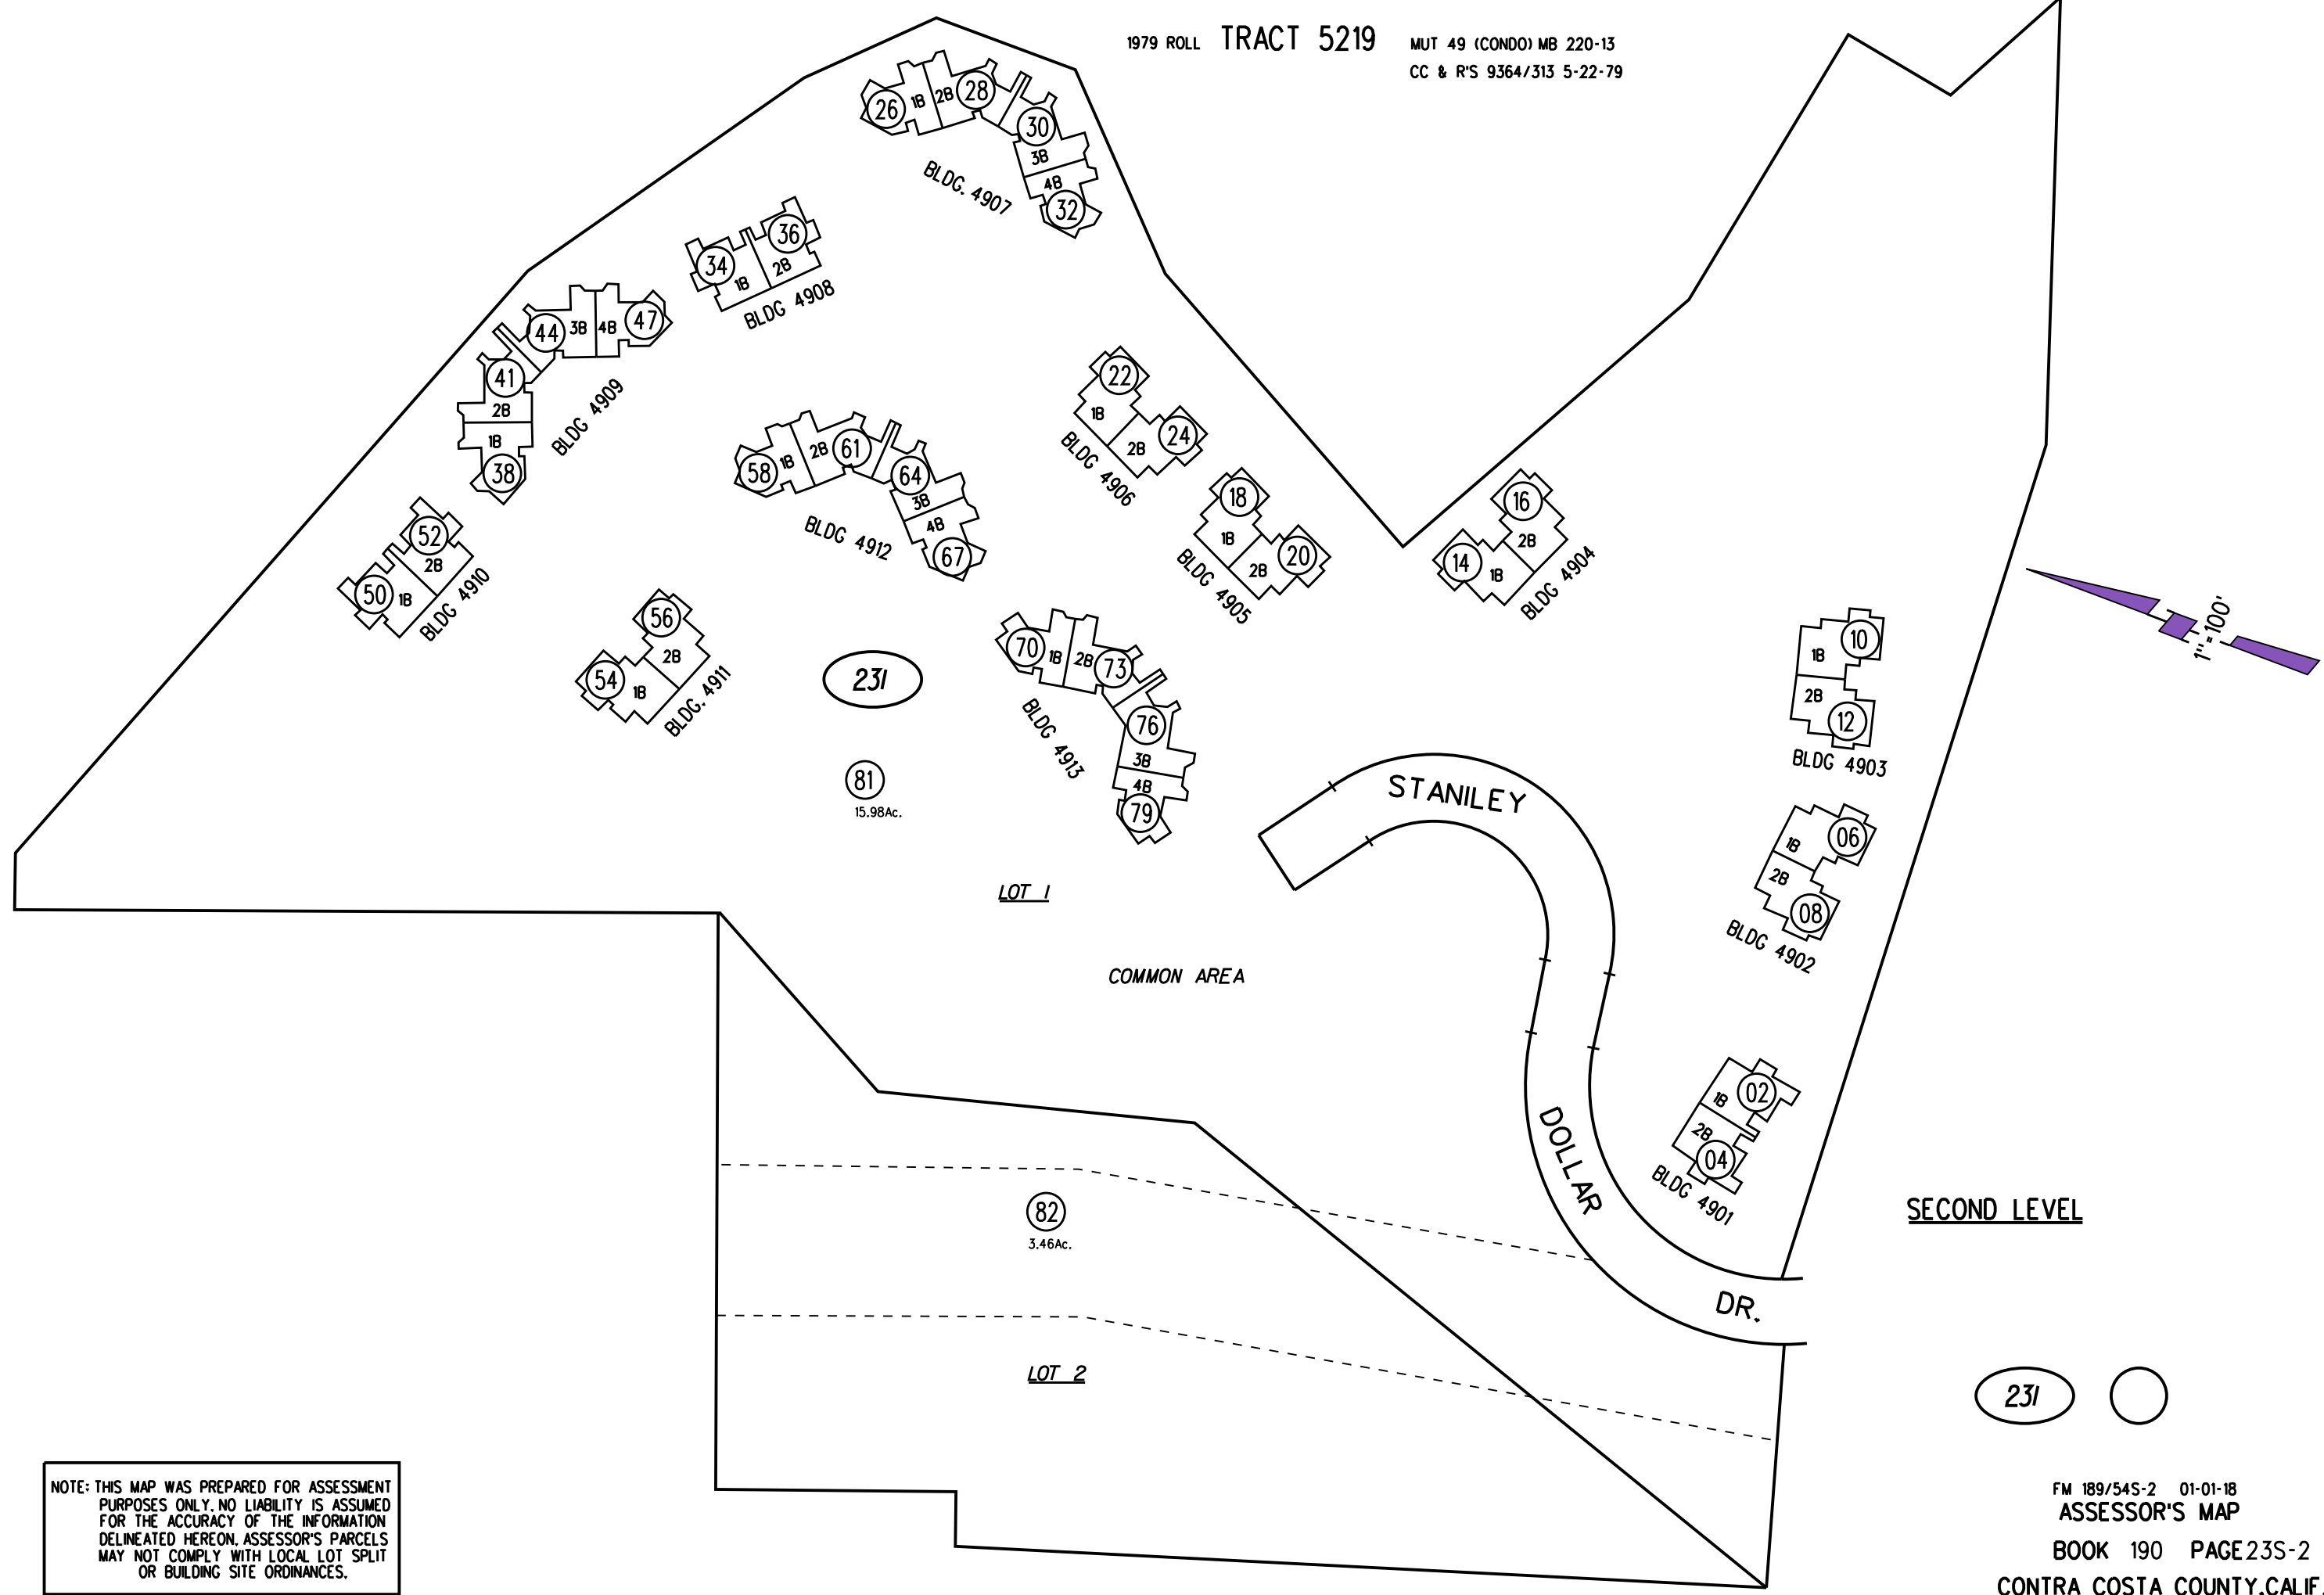 1979 ROLL TRACT 5219 MUT 49 (CONDO) MB 220-13
CC & R'S 9364/313 5-22-79
26 1B 2B 28
30
3B
4B
32
BLDG. 4907
34 1B
36 2B
BLDG 4908
44 3B 4B 47
41
2B
1B
38
BLDG 4909
22
1B
2B 24
BLDG 4906
58 1B 2B 61
64
3B
4B
67
BLDG 4912
18
1B
2B 20
BLDG 4905
16
2B
14 1B
BLDG 4904
52
2B
50 1B
BLDG 4910
56
2B
54 1B
BLDG. 4911
231
70 1B 2B 73
76
3B
4B
79
BLDG 4913
10
1B
2B
12
BLDG 4903
1"=100'
81
15.98Ac.
STANILEY
06
1B
2B
08
BLDG 4902
LOT 1
COMMON AREA
02
1B
2B
04
BLDG 4901
DOLLAR
DR.
SECOND LEVEL
82
3.46Ac.
LOT 2
231
NOTE: THIS MAP WAS PREPARED FOR ASSESSMENT
PURPOSES ONLY. NO LIABILITY IS ASSUMED
FOR THE ACCURACY OF THE INFORMATION
DELINEATED HEREON. ASSESSOR'S PARCELS
MAY NOT COMPLY WITH LOCAL LOT SPLIT
OR BUILDING SITE ORDINANCES.
FM 189/54S-2 01-01-18
ASSESSOR'S MAP
BOOK 190 PAGE 23S-2
CONTRA COSTA COUNTY, CALIF.